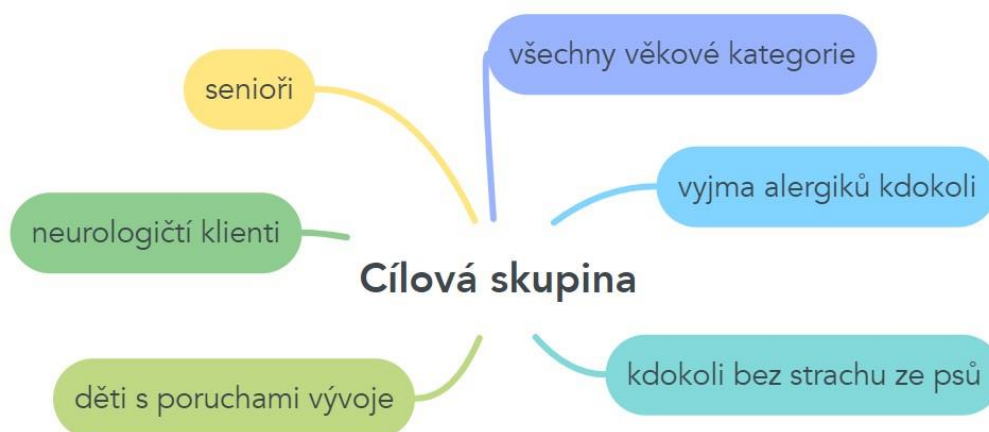 všechny věkové kategorie
senioři
vyjma alergiků kdokoli
neurologičtí klienti
Cílová skupina
kdokoli bez strachu ze psů
děti s poruchami vývoje